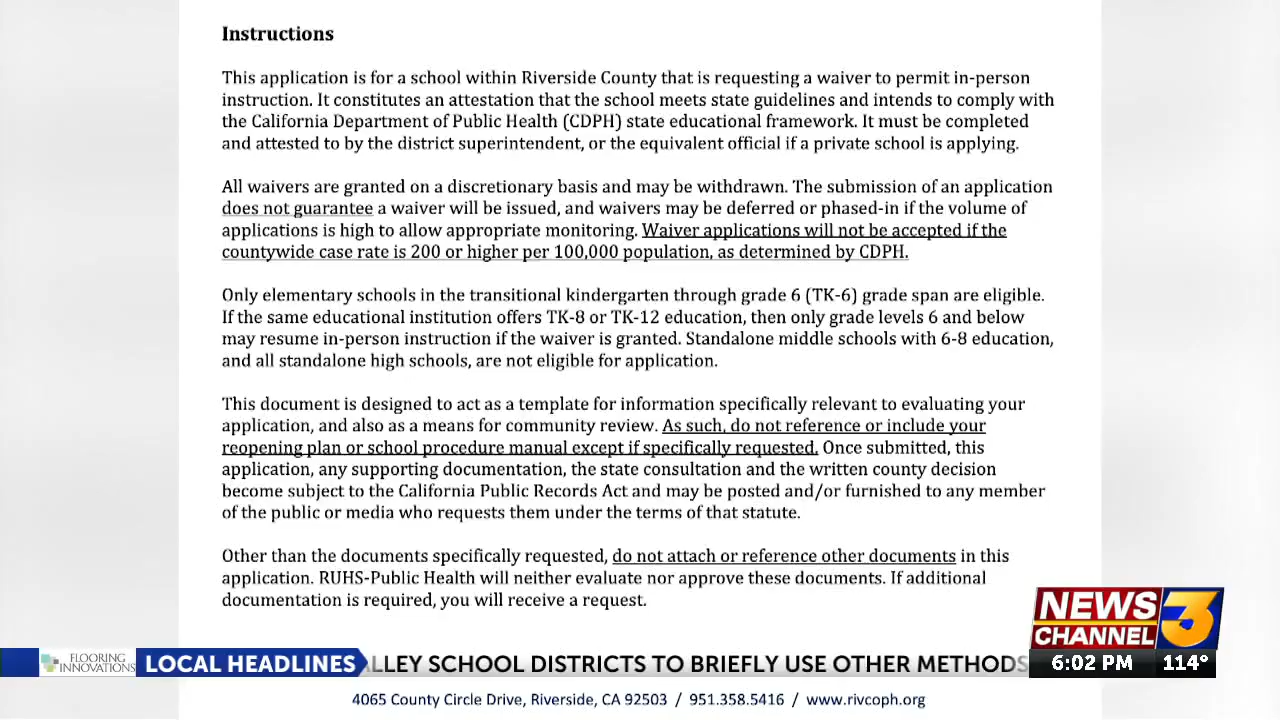 Instructions
This application is for a school within Riverside County that is requesting a waiver to permit in-person
instruction. It constitutes an attestation that the school meets state guidelines and intends to comply with
the California Department of Public Health (CDPH) state educational framework. It must be completed
and attested to by the district superintendent, or the equivalent official if a private school is applying.
All waivers are granted on a discretionary basis and may be withdrawn. The submission of an application
does not guarantee a waiver will be issued, and waivers may be deferred or phased-in if the volume of
applications is high to allow appropriate monitoring. Waiver applications will not be accepted if the
countywide case rate is 200 or higher per 100,000 population, as determined by CDPH.
Only elementary schools in the transitional kindergarten through grade 6 (TK-6) grade span are eligible.
If the same educational institution offers TK-8 or TK-12 education, then only grade levels 6 and below
may resume in-person instruction if the waiver is granted. Standalone middle schools with 6-8 education,
and all standalone high schools, are not eligible for application.
This document is designed to act as a template for information specifically relevant to evaluating your
application, and also as a means for community review. As such, do not reference or include your
reopening plan or school procedure manual except if specifically requested. Once submitted, this
application, any supporting documentation, the state consultation and the written county decision
become subject to the California Public Records Act and may be posted and/or furnished to any member
of the public or media who requests them under the terms of that statute.
Other than the documents specifically requested, do not attach or reference other documents in this
application. RUHS-Public Health will neither evaluate nor approve these documents. If additional
documentation is required, you will receive a request.
NEWS
CHANNEL 3
FLOORING
INNOVATIONS
LOCAL HEADLINES
ALLEY SCHOOL DISTRICTS TO BRIEFLY USE OTHER METHODS
6:02 PM 114°
4065 County Circle Drive, Riverside, CA 92503 / 951.358.5416 / www.rivcoph.org